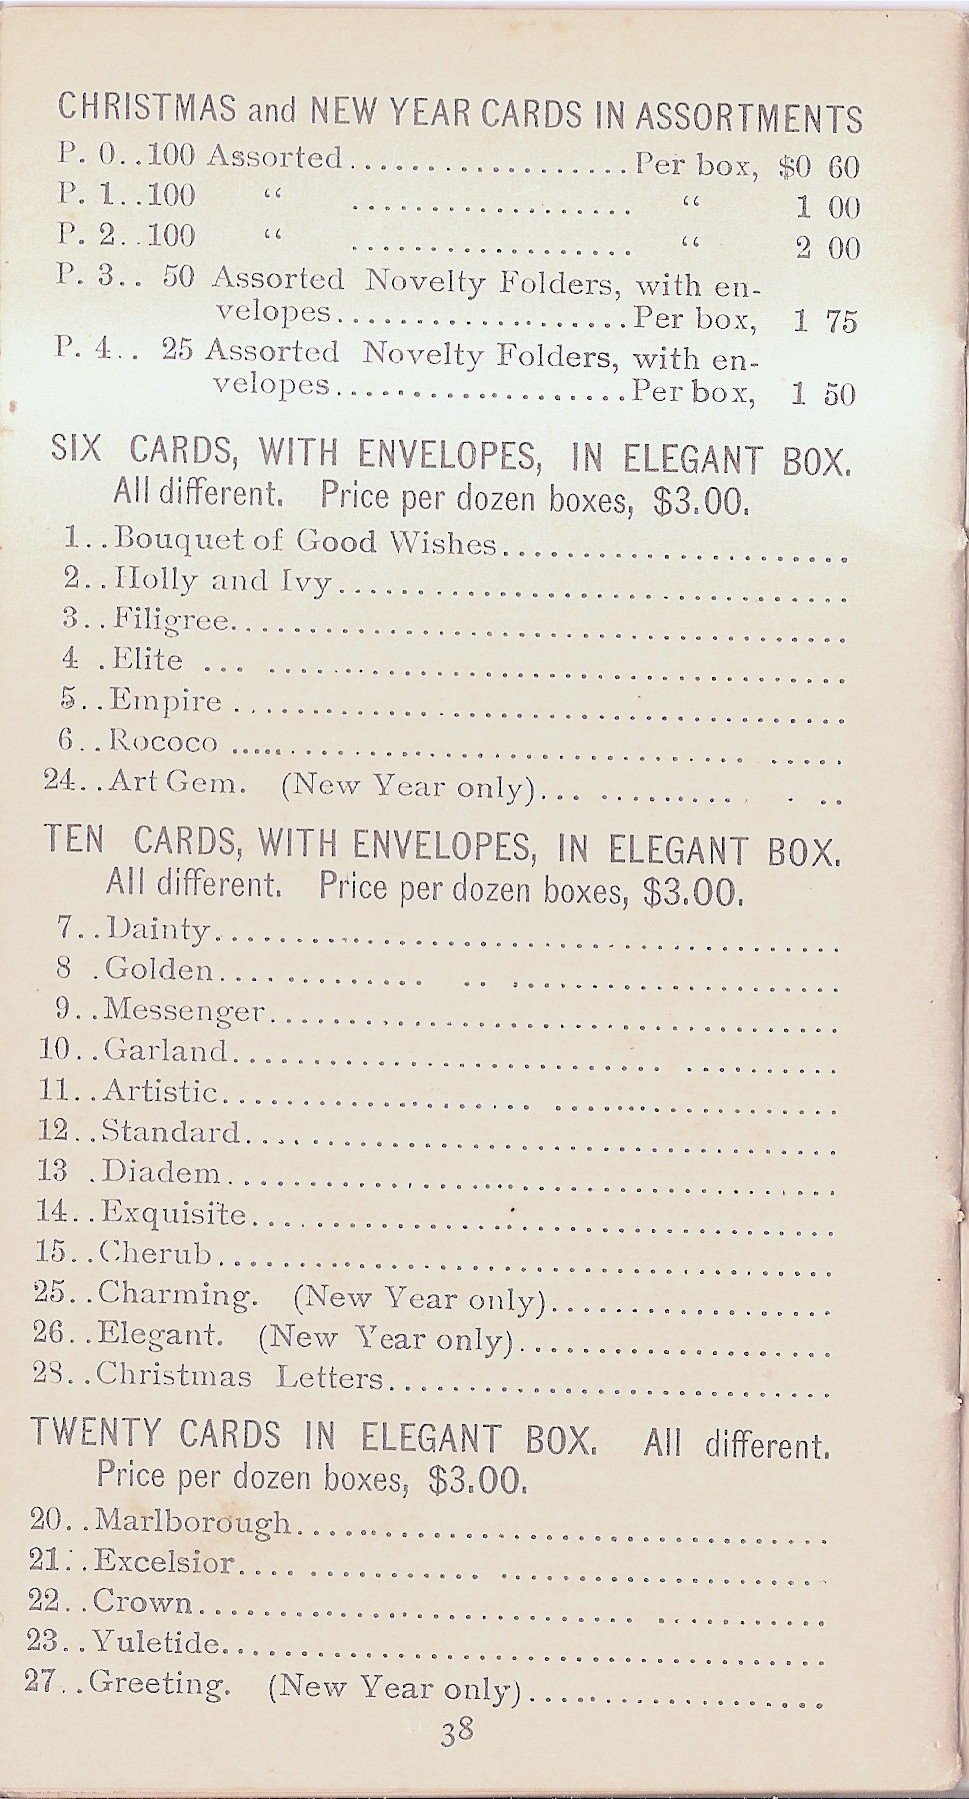 CHRISTMAS and NEW YEAR CARDS IN ASSORTMENTS
P. 0..100 Assorted..................Per box, $0 60
P. 1..100 “ .................. “ 1 00
P. 2..100 “ .................. “ 2 00
P. 3.. 50 Assorted Novelty Folders, with en-
velopes...................Per box, 1 75
P. 4.. 25 Assorted Novelty Folders, with en-
velopes...................Per box, 1 50
SIX CARDS, WITH ENVELOPES, IN ELEGANT BOX.
All different. Price per dozen boxes, $3.00.
1..Bouquet of Good Wishes......................
2..Holly and Ivy................................
3..Filigree.......................................
4 .Elite ... ....................................
5..Empire ......................................
6..Rococo ......................................
24..Art Gem. (New Year only)... ......... . ..
TEN CARDS, WITH ENVELOPES, IN ELEGANT BOX.
All different. Price per dozen boxes, $3.00.
7..Dainty.......................................
8 .Golden............. .. .....................
9..Messenger....................................
10..Garland........................... ..........
11..Artistic.................... ..................
12..Standard.....................................
13 .Diadem......................................
14..Exquisite....................................
15..Cherub.......................................
25..Charming. (New Year only)..................
26..Elegant. (New Year only)....................
28..Christmas Letters............................
TWENTY CARDS IN ELEGANT BOX. All different.
Price per dozen boxes, $3.00.
20..Marlborough.................................
21..Excelsior.... ........... ....................
22..Crown............................ ...........
23..Yuletide......................................
27..Greeting. (New Year only)...................
38